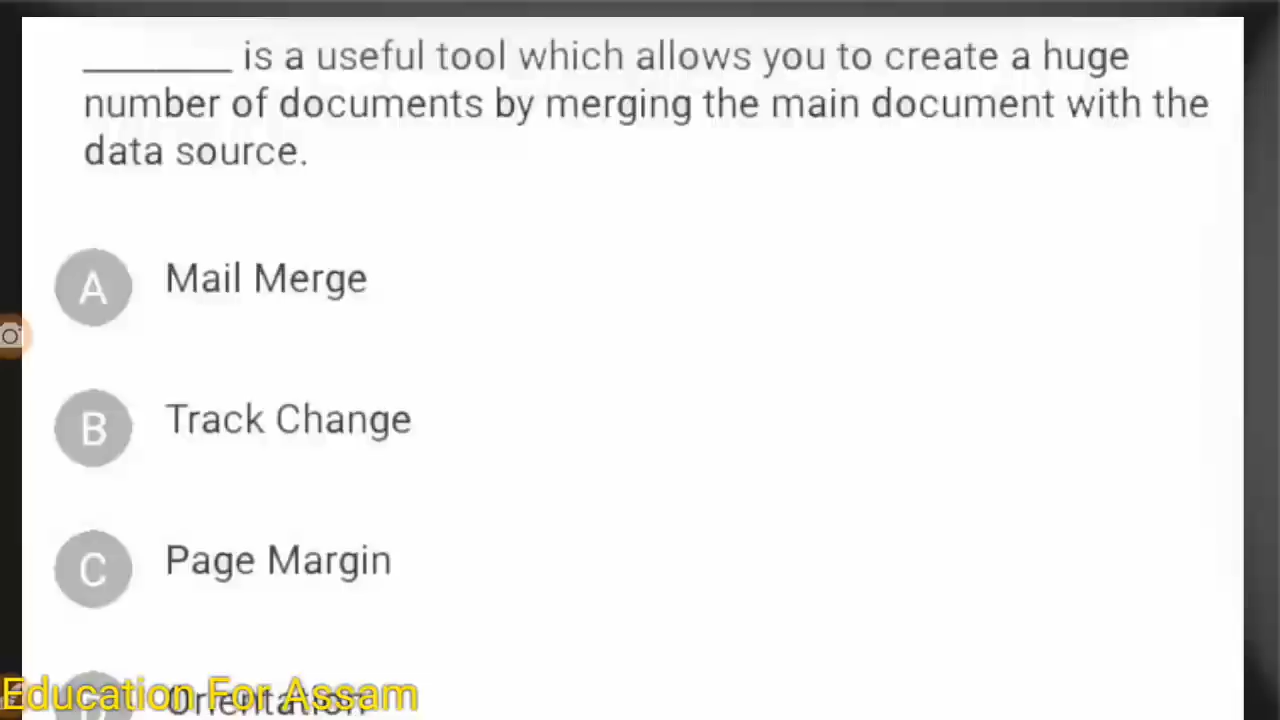 ________ is a useful tool which allows you to create a huge
number of documents by merging the main document with the
data source.
A Mail Merge
B Track Change
C Page Margin
D Orientation
Education For Assam